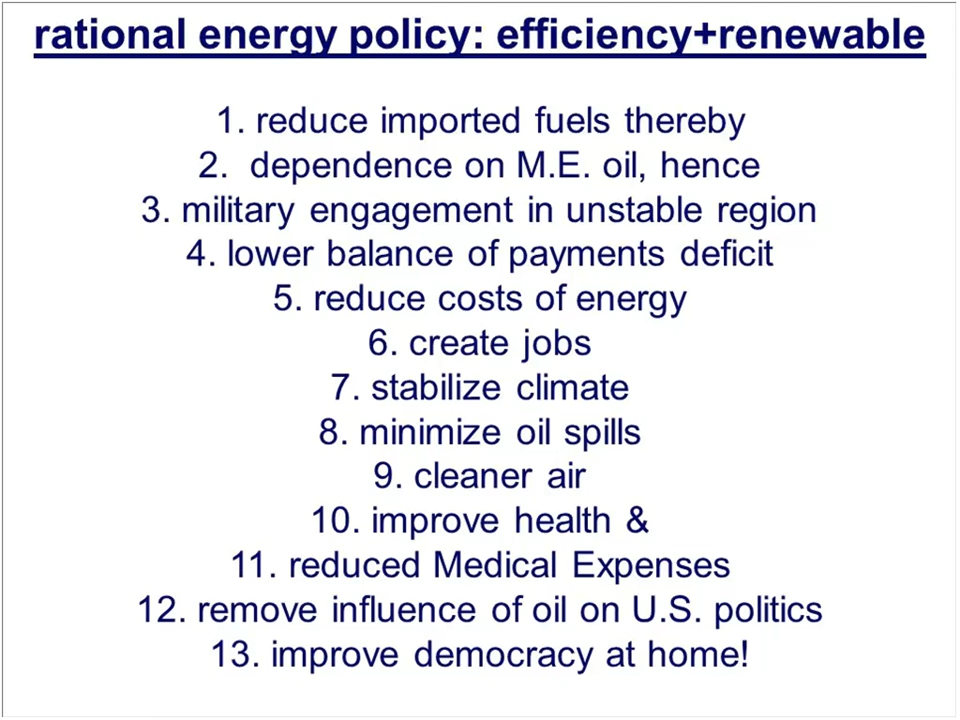 rational energy policy: efficiency+renewable
1. reduce imported fuels thereby
2. dependence on M.E. oil, hence
3. military engagement in unstable region
4. lower balance of payments deficit
5. reduce costs of energy
6. create jobs
7. stabilize climate
8. minimize oil spills
9. cleaner air
10. improve health &
11. reduced Medical Expenses
12. remove influence of oil on U.S. politics
13. improve democracy at home!